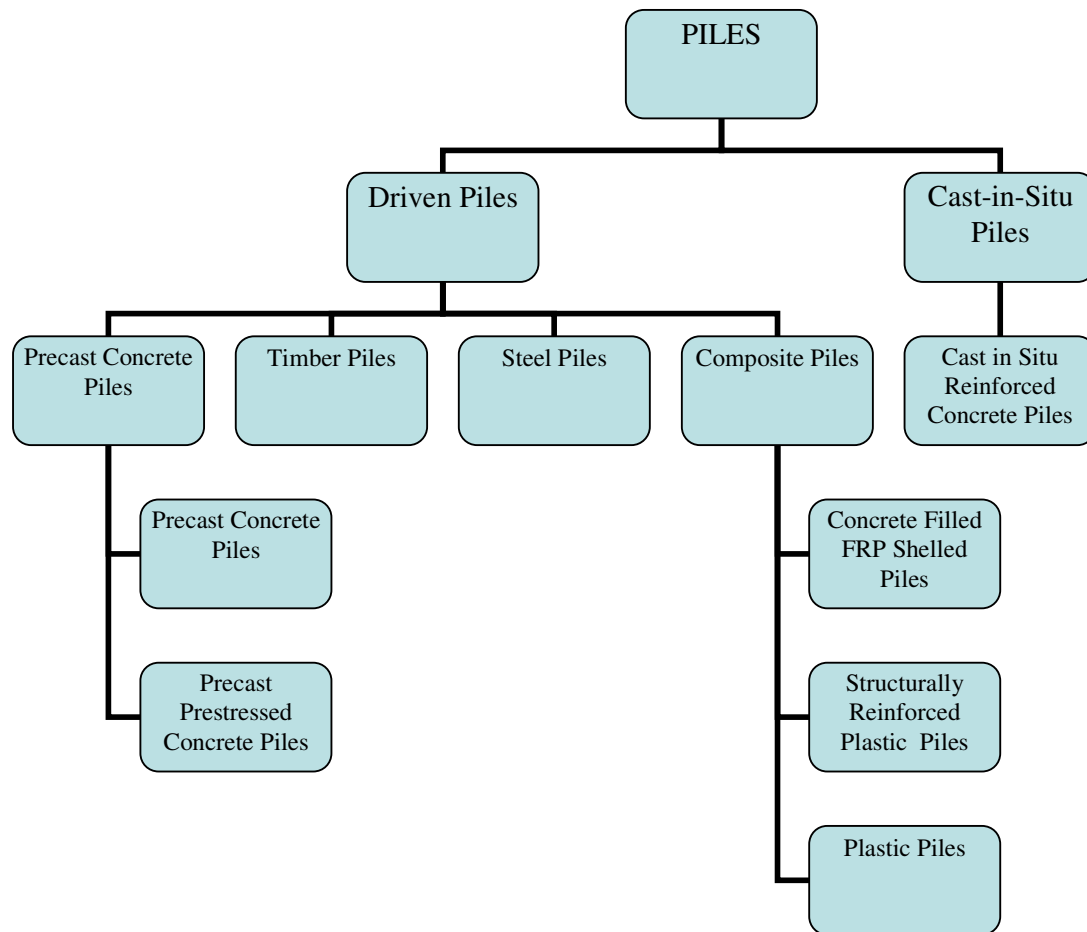 PILES
Driven Piles
Cast-in-Situ
Piles
Precast Concrete
Piles
Timber Piles
Steel Piles
Composite Piles
Cast in Situ
Reinforced
Concrete Piles
Precast Concrete
Piles
Concrete Filled
FRP Shelled
Piles
Precast
Prestressed
Concrete Piles
Structurally
Reinforced
Plastic Piles
Plastic Piles